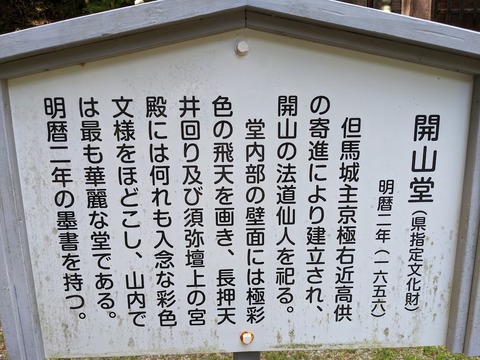 開山堂(県指定文化財)
明暦二年(一六五六)
但馬城主京極右近高供
の寄進により建立され、
開山の法道仙人を祀る。
堂内部の壁面には極彩
色の飛天を画き、長押天
井回り及び須弥壇上の宮
殿には何れも入念な彩色
文様をほどこし、山内で
は最も華麗な堂である。
明暦二年の墨書を持つ。